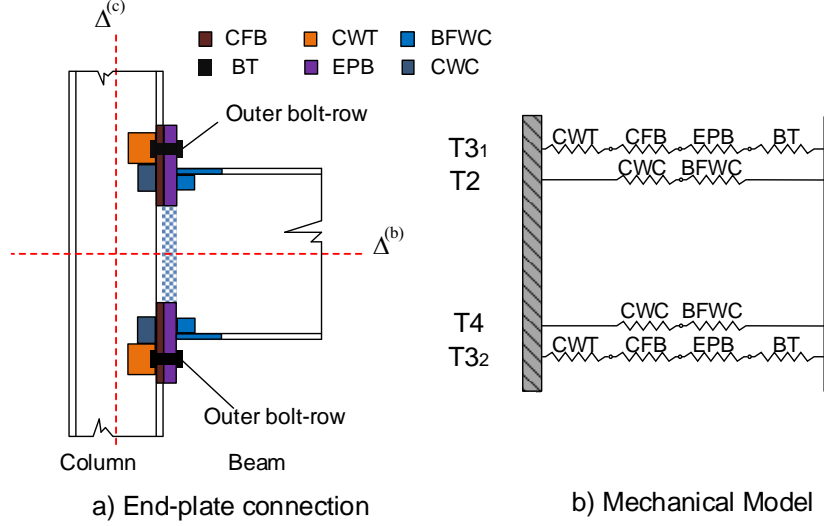 Δ(c)
CFB CWT BFWC
BT EPB CWC
Outer bolt-row
Δ(b)
Outer bolt-row
Column Beam
a) End-plate connection
T31 CWT CFB EPB BT
T2 CWC BFWC
T4 CWC BFWC
T32 CWT CFB EPB BT
b) Mechanical Model